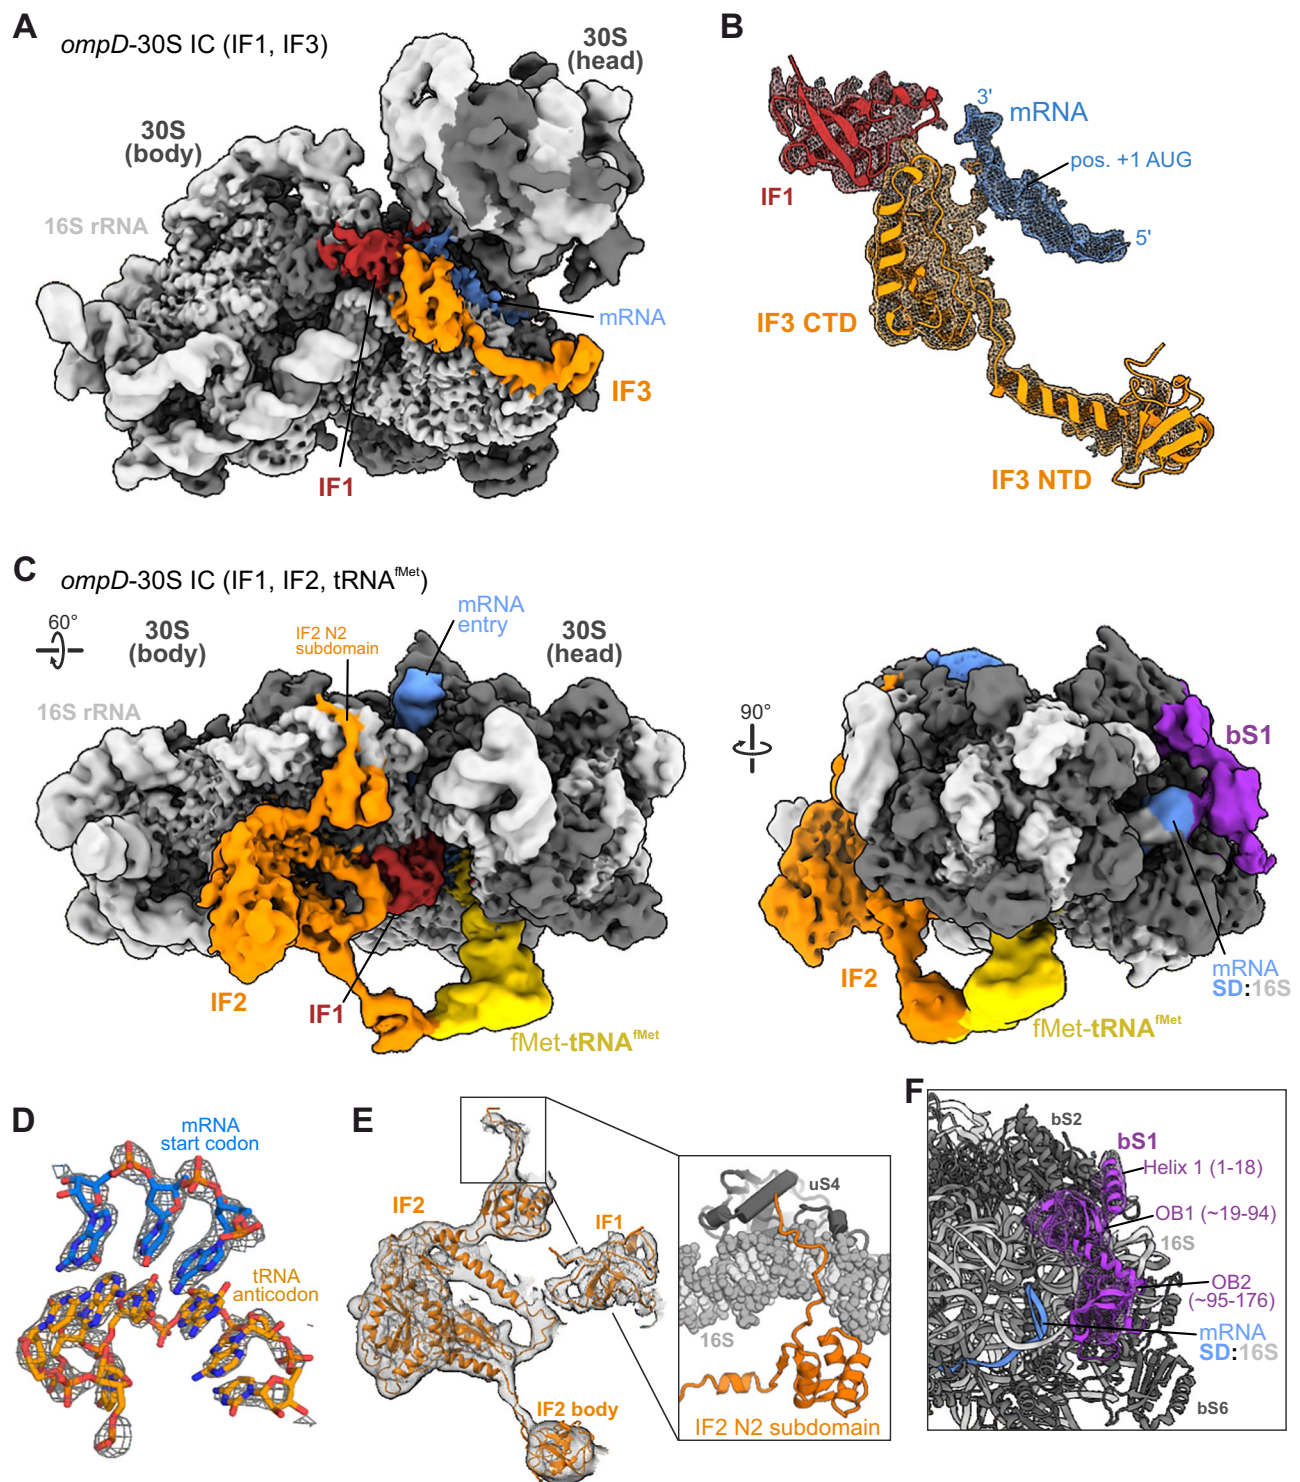 A
ompD-30S IC (IF1, IF3)
30S
(head)
30S
(body)
16S rRNA
mRNA
IF3
IF1
B
3'
mRNA
pos. +1 AUG
IF1
5'
IF3 CTD
IF3 NTD
C
ompD-30S IC (IF1, IF2, tRNAfMet)
60°
30S
(body)
IF2 N2
subdomain
mRNA
entry
30S
(head)
16S rRNA
IF2
IF1
fMet-tRNAfMet
90°
bS1
IF2
mRNA
SD:16S
fMet-tRNAfMet
D
mRNA
start codon
tRNA
anticodon
E
IF2
IF1
IF2 body
uS4
16S
IF2 N2 subdomain
F
bS2
bS1
Helix 1 (1-18)
OB1 (~19-94)
16S
OB2
(~95-176)
mRNA
SD:16S
bS6